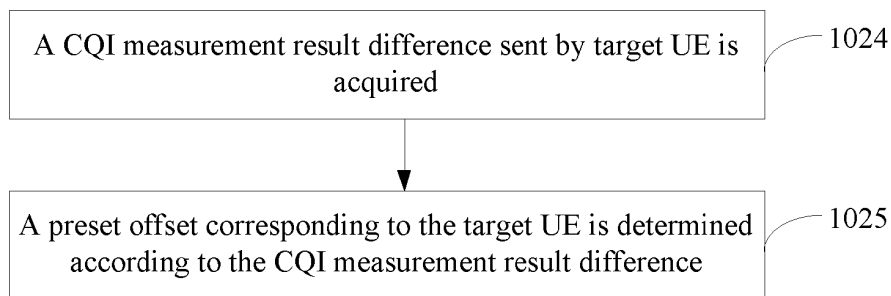 A CQI measurement result difference sent by target UE is
acquired
1024
A preset offset corresponding to the target UE is determined
according to the CQI measurement result difference
1025